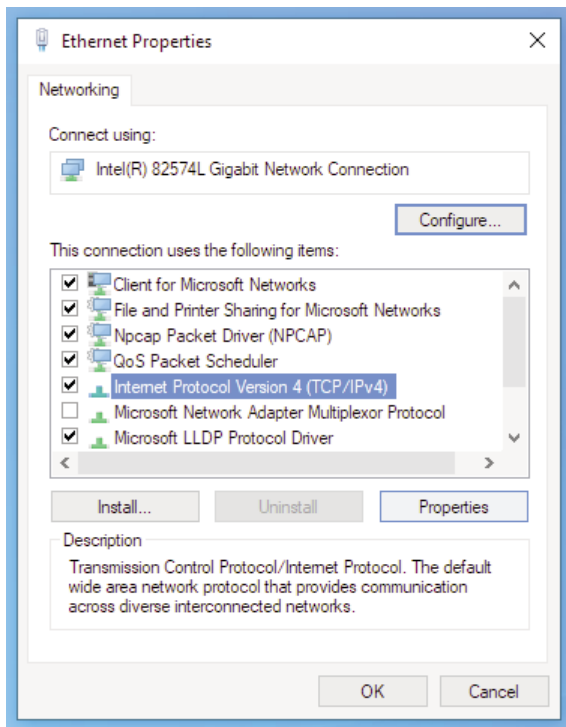 Ethernet Properties
Networking
Connect using:
Intel(R) 82574L Gigabit Network Connection
Configure...
This connection uses the following items:
Client for Microsoft Networks
File and Printer Sharing for Microsoft Networks
Npcap Packet Driver (NPCAP)
QoS Packet Scheduler
Internet Protocol Version 4 (TCP/IPv4)
Microsoft Network Adapter Multiplexor Protocol
Microsoft LLDP Protocol Driver
Install...
Uninstall
Properties
Description
Transmission Control Protocol/Internet Protocol. The default
wide area network protocol that provides communication
across diverse interconnected networks.
OK
Cancel